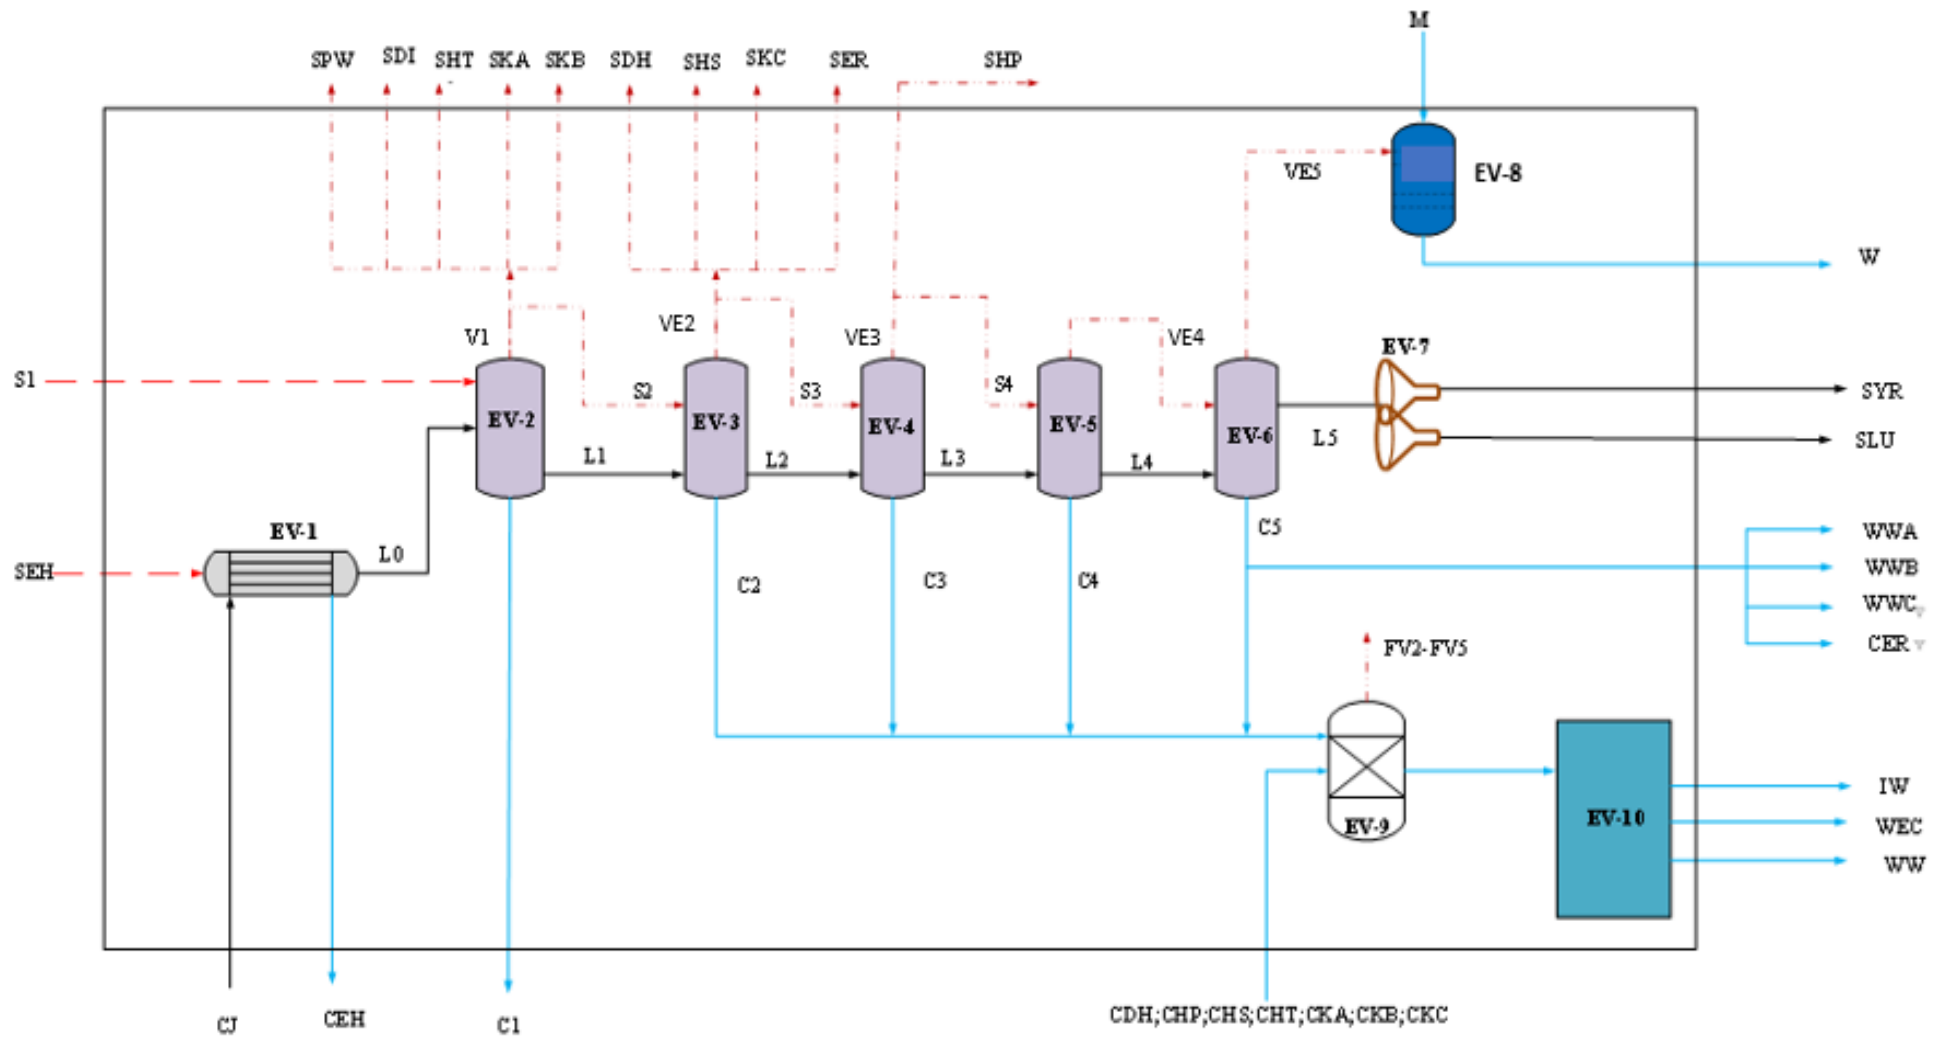 M
SPW SDI SHT SKA SKB SDH SHS SKC SER SHP
VE5 EV-8
W
V1 VE2 VE3 VE4 EV-7
S1 S2 S3 S4 SYR
EV-2 EV-3 EV-4 EV-5 EV-6 L5 SLU
L1 L2 L3 L4
EV-1 C5 WWA
SEH L0 C2 C3 C4 WWB
WWC
FV2-FV5 CER
IW
EV-9 EV-10 WEC
WW
CJ CEH C1 CDH;CHP;CHS;CHT;CKA;CKB;CKC